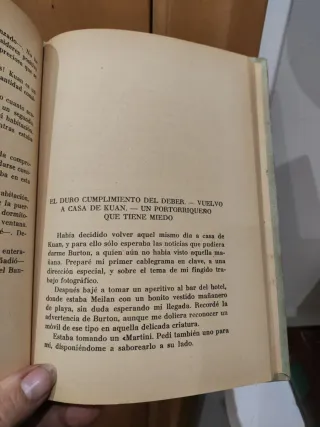 EL DURO CUMPLIMIENTO DEL DEBER. — VUELVO
A CASA DE KUAN. — UN PORTORRIQUEÑO
QUE TIENE MIEDO
Había decidido volver aquel mismo día a casa de
Kuan, y para ello sólo esperaba las noticias que pudiera
darme Burton, a quien aún no había visto aquella ma-
ñana. Preparé mi primer cablegrama en clave, a una
dirección especial, y sobre el tema de mi fingido tra-
bajo fotográfico.
Después bajé a tomar un aperitivo al bar del hotel,
donde estaba Meilan con un bonito vestido mañanero
de playa, sin duda esperando mi llegada. Recordé la
advertencia de Burton, aunque me doliera reconocer un
móvil de ese tipo en aquella delicada criatura.
Estaba tomando un «Martini. Pedí también uno para
mí, disponiéndome a saborearlo a su lado.